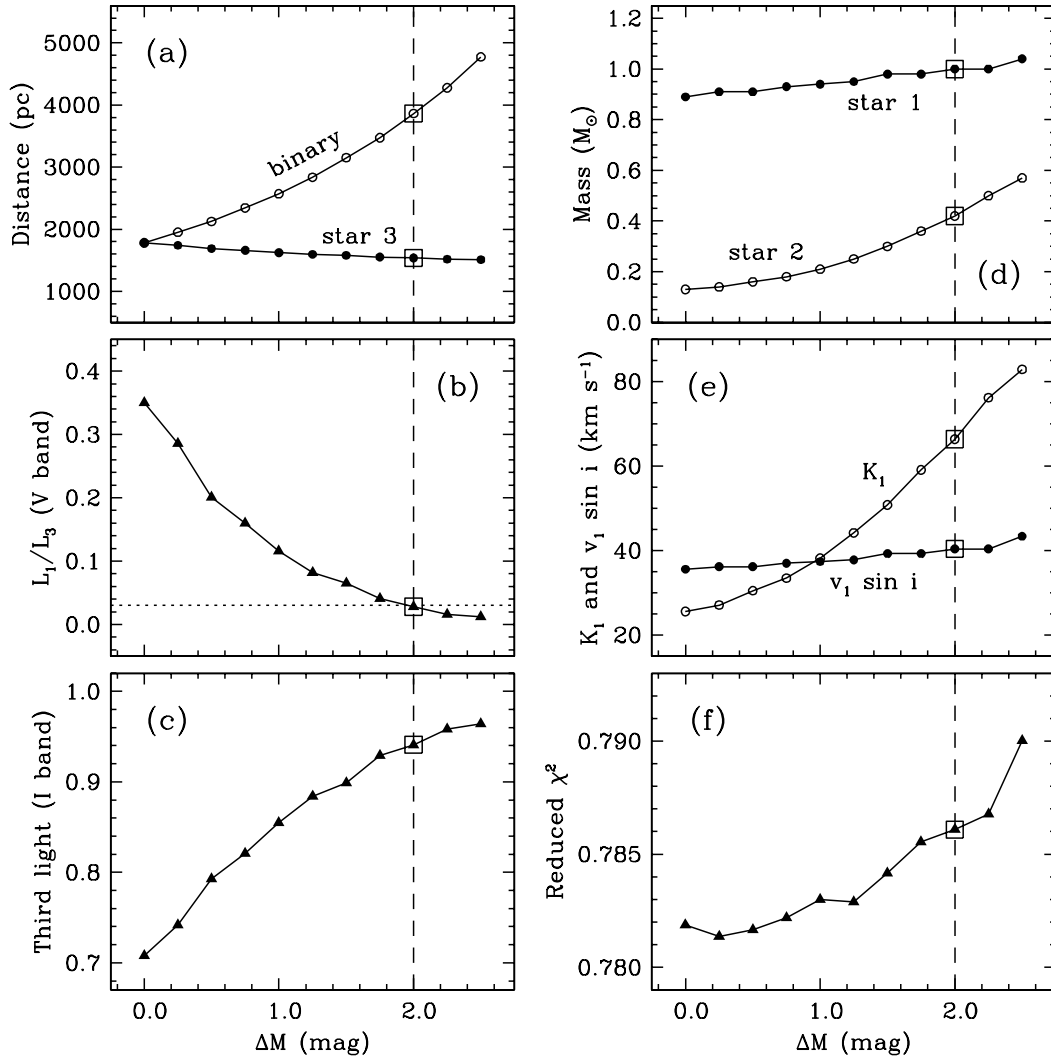 (a)
Distance (pc)
5000
4000
3000
2000
1000
binary
star 3
(b)
L₁/L₃ (V band)
0.4
0.3
0.2
0.1
0.0
(c)
Third light (I band)
1.0
0.9
0.8
0.7
0.0 1.0 2.0
ΔM (mag)
(d)
Mass (M⊙)
1.2
1.0
0.8
0.6
0.4
0.2
0.0
star 1
star 2
(e)
K₁ and v₁ sin i (km s⁻¹)
80
60
40
20
K₁
v₁ sin i
(f)
Reduced χ²
0.790
0.785
0.780
0.0 1.0 2.0
ΔM (mag)